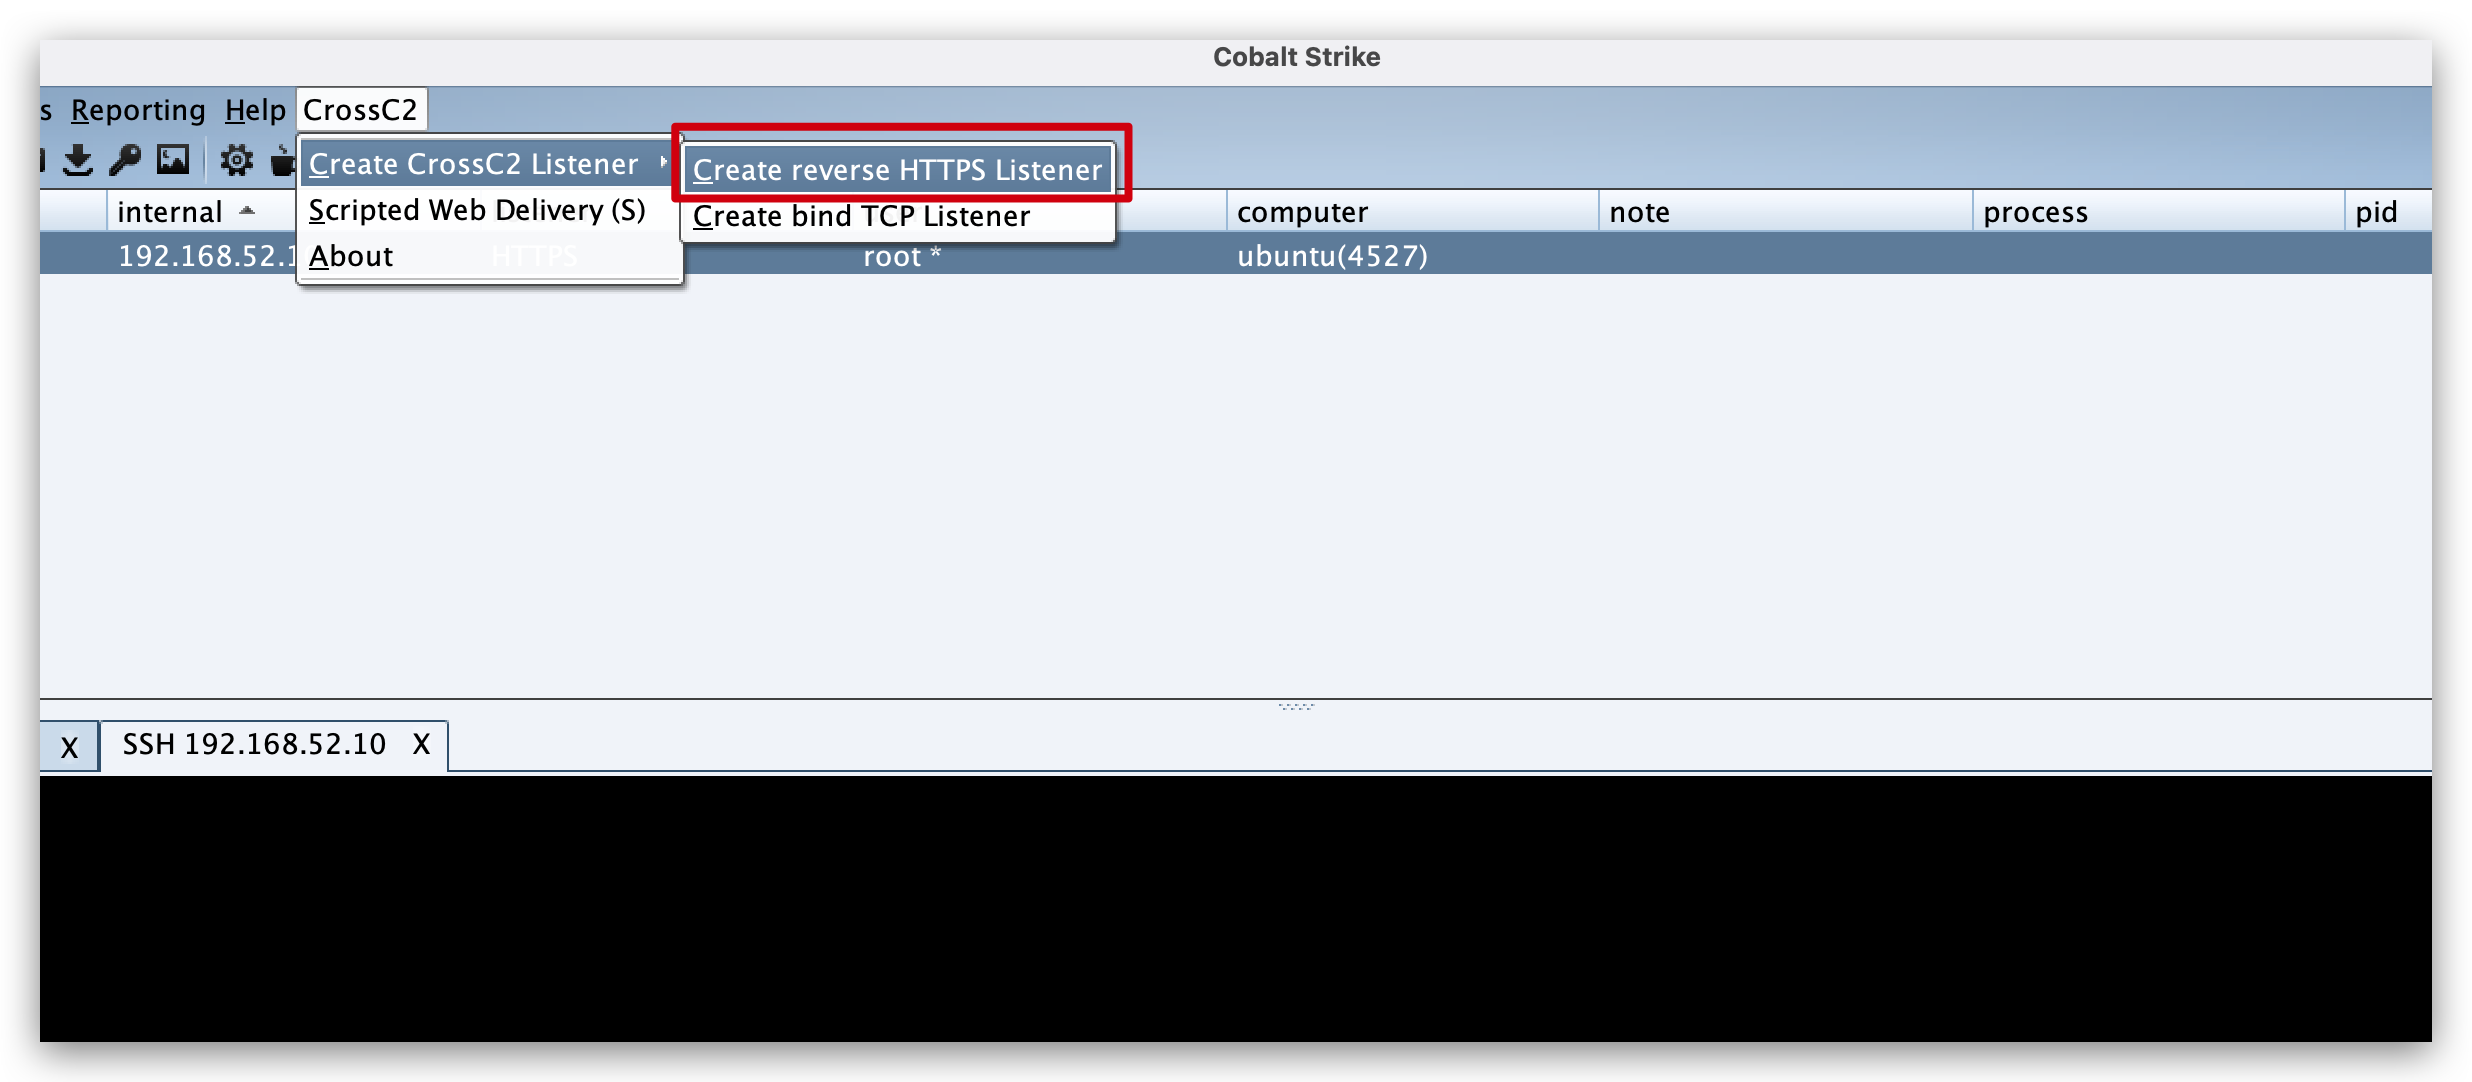 Cobalt Strike
s Reporting Help CrossC2
Create CrossC2 Listener
Create reverse HTTPS Listener
Scripted Web Delivery (S)
Create bind TCP Listener
About
internal computer note process pid
192.168.52.1 HTTPS root * ubuntu(4527)
X SSH 192.168.52.10 X